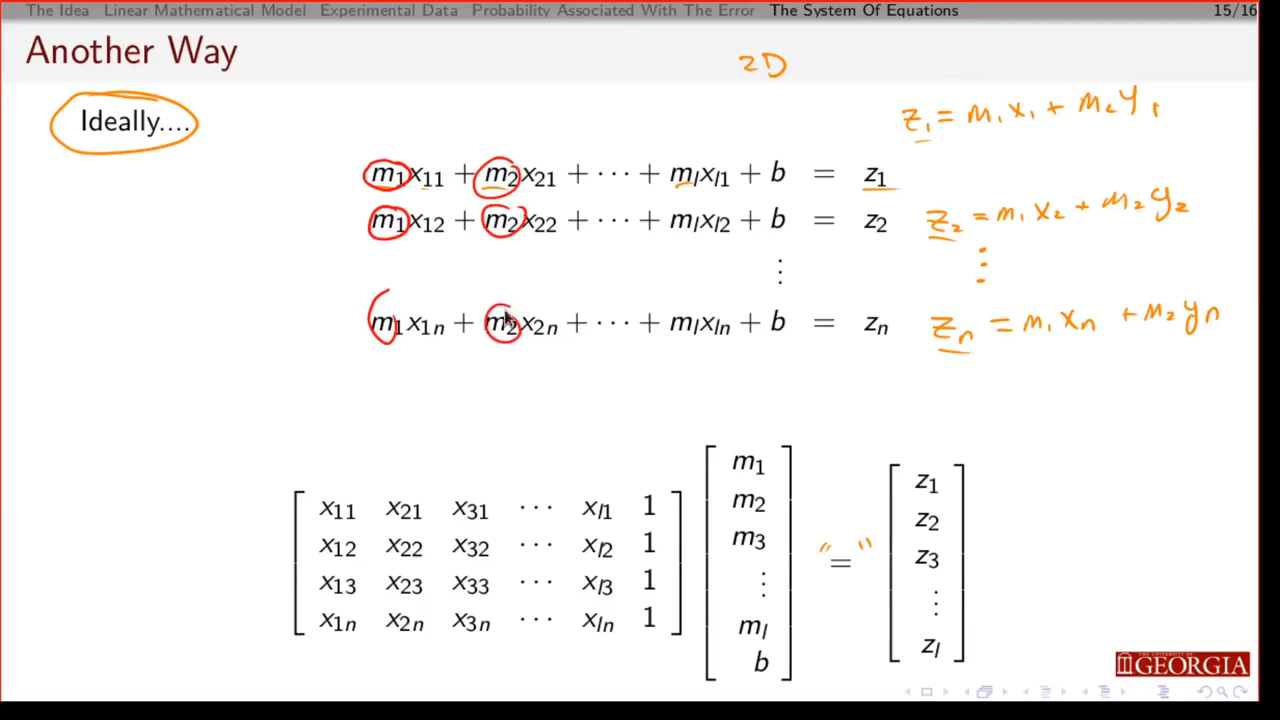 The Idea Linear Mathematical Model Experimental Data Probability Associated With The Error The System Of Equations 15/16
Another Way
2D
Ideally....
z₁ = m₁x₁ + m₂y₁
m₁x₁₁ + m₂x₂₁ + ⋯ + mₗxₗ₁ + b = z₁
m₁x₁₂ + m₂x₂₂ + ⋯ + mₗxₗ₂ + b = z₂
z₂ = m₁x₂ + m₂y₂
⋮ ⋮
m₁x₁ₙ + m₂x₂ₙ + ⋯ + mₗxₗₙ + b = zₙ
zₙ = m₁xₙ + m₂yₙ
x₁₁ x₂₁ x₃₁ ⋯ xₗ₁ 1
x₁₂ x₂₂ x₃₂ ⋯ xₗ₂ 1
x₁₃ x₂₃ x₃₃ ⋯ xₗ₃ 1
x₁ₙ x₂ₙ x₃ₙ ⋯ xₗₙ 1
m₁
m₂
m₃
⋮
mₗ
b
"="
z₁
z₂
z₃
⋮
zₗ
GEORGIA